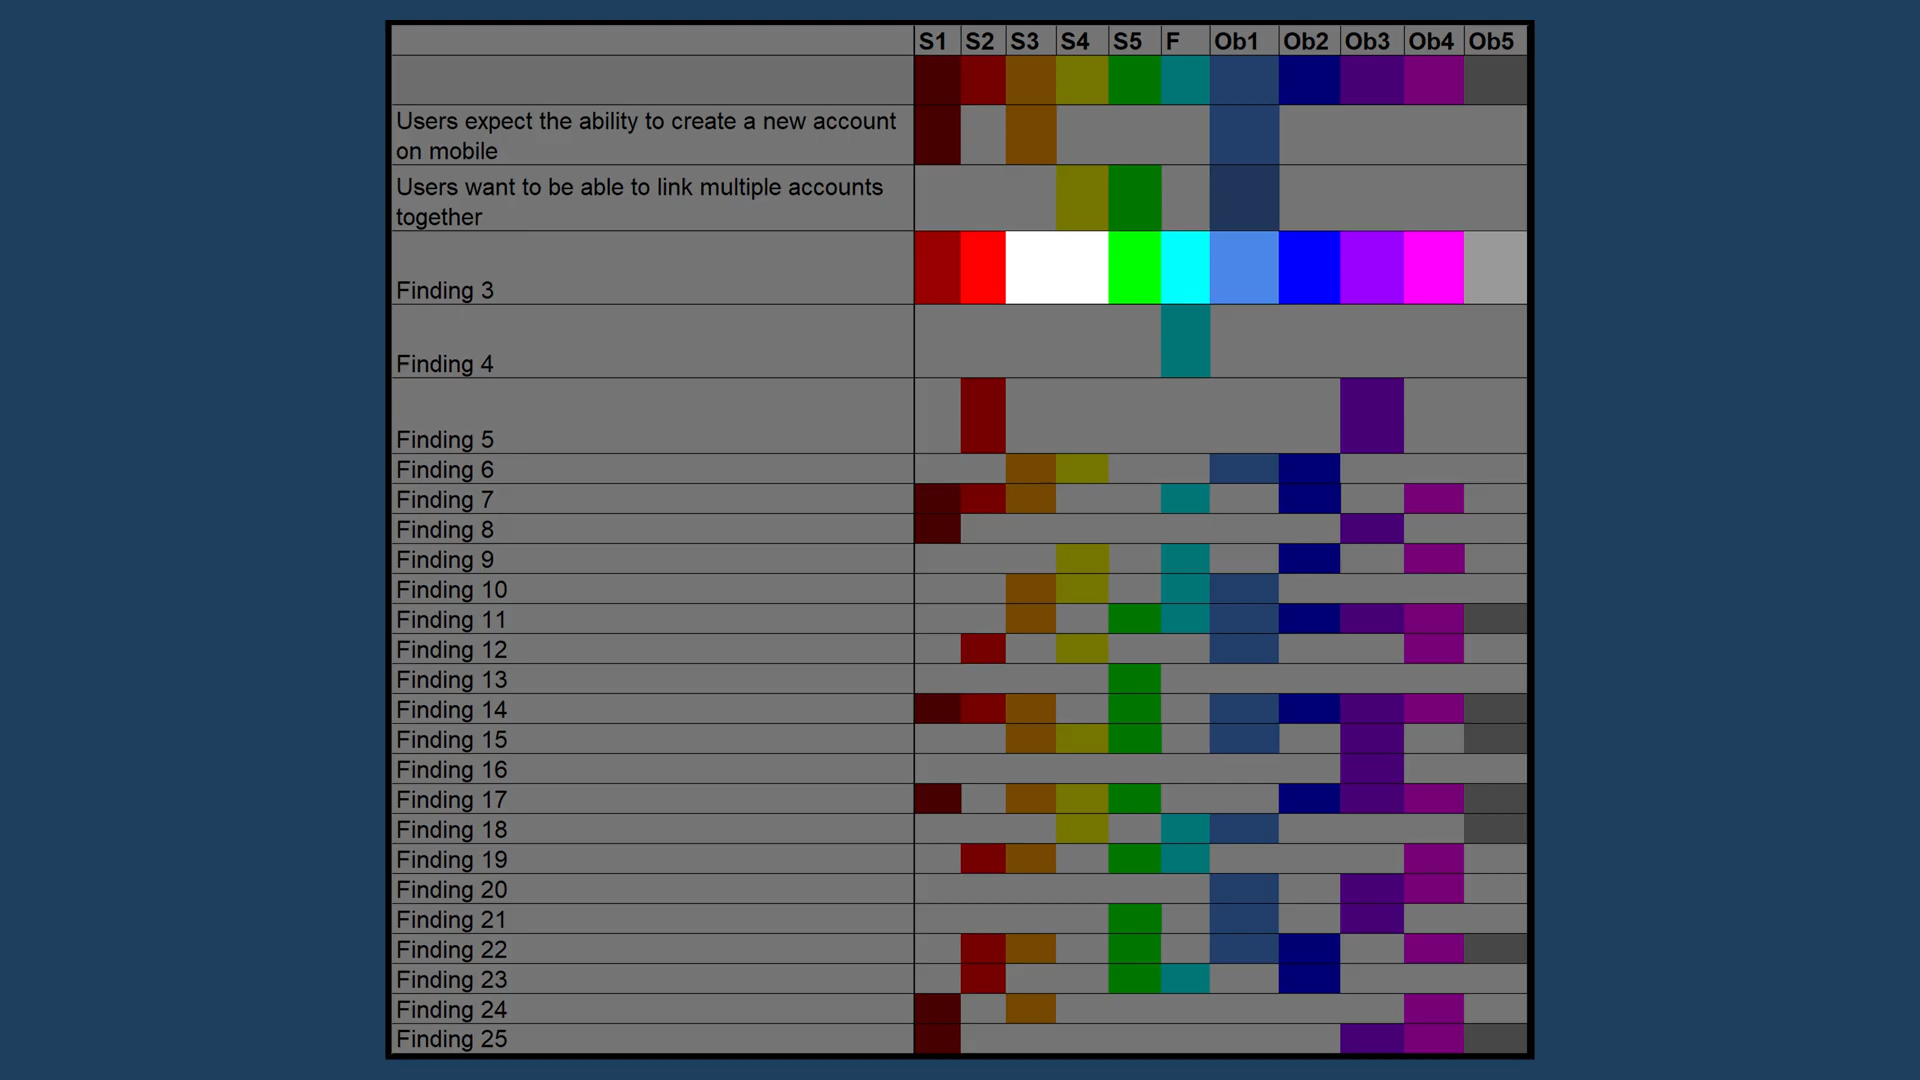 S1 S2 S3 S4 S5 F Ob1 Ob2 Ob3 Ob4 Ob5
Users expect the ability to create a new account
on mobile
Users want to be able to link multiple accounts
together
Finding 3
Finding 4
Finding 5
Finding 6
Finding 7
Finding 8
Finding 9
Finding 10
Finding 11
Finding 12
Finding 13
Finding 14
Finding 15
Finding 16
Finding 17
Finding 18
Finding 19
Finding 20
Finding 21
Finding 22
Finding 23
Finding 24
Finding 25